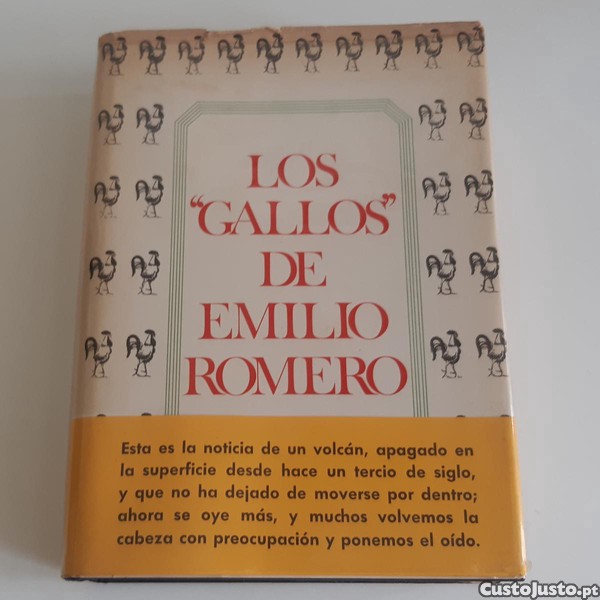 LOS
"GALLOS"
DE
EMILIO
ROMERO
Esta es la noticia de un volcán, apagado en
la superficie desde hace un tercio de siglo,
y que no ha dejado de moverse por dentro;
ahora se oye más, y muchos volvemos la
cabeza con preocupación y ponemos el oído.
CustoJusto.pt